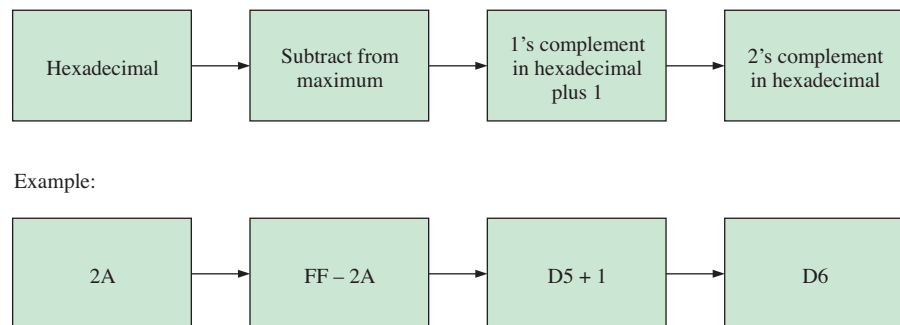 Hexadecimal
Subtract from
maximum
1’s complement
in hexadecimal
plus 1
2’s complement
in hexadecimal
Example:
2A
FF – 2A
D5 + 1
D6